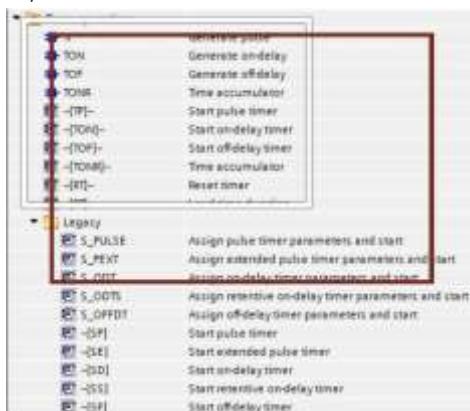 Generate pulse
TON Generate on-delay
TOF Generate off-delay
TONR Time accumulator
-(TP)- Start pulse timer
-(TON)- Start on-delay timer
-(TOF)- Start off-delay timer
-(TONR)- Time accumulator
-(RT)- Reset timer
Legacy
S_PULSE Assign pulse timer parameters and start
S_PEXT Assign extended pulse timer parameters and start
S_ODT Assign on-delay timer parameters and start
S_ODTS Assign retentive on-delay timer parameters and start
S_OFFDT Assign off-delay timer parameters and start
-(SP) Start pulse timer
-(SE) Start extended pulse timer
-(SD) Start on-delay timer
-(SS) Start retentive on-delay timer
-(SF) Start off-delay timer